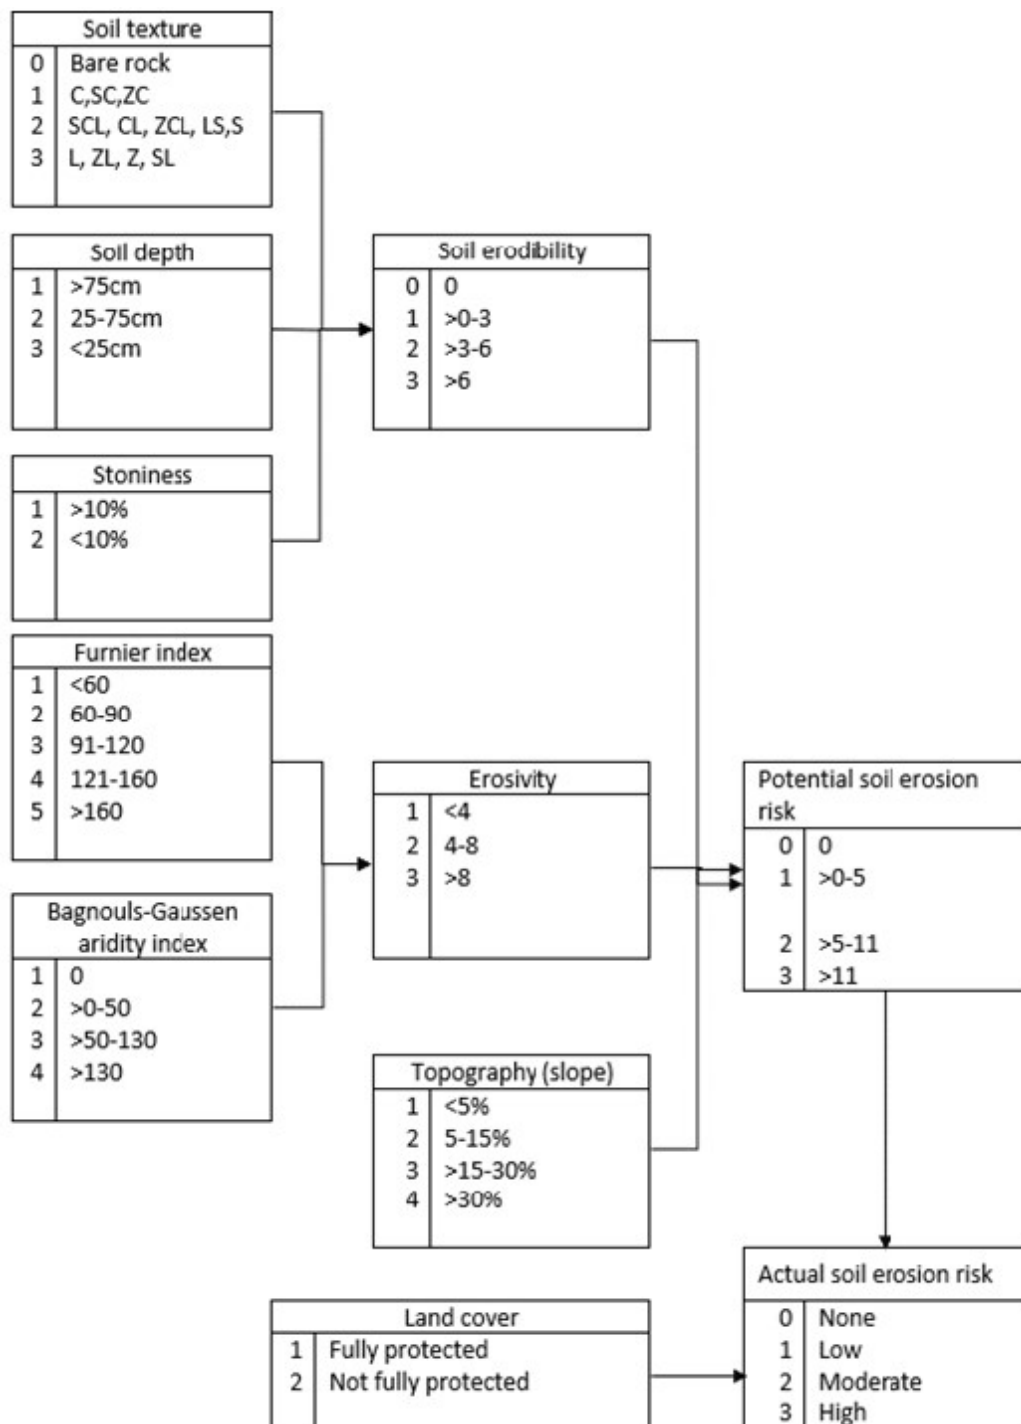 Soil texture
0 Bare rock
1 C,SC,ZC
2 SCL, CL, ZCL, LS,S
3 L, ZL, Z, SL
Soil depth
1 >75cm
2 25-75cm
3 <25cm
Soil erodibility
0 0
1 >0-3
2 >3-6
3 >6
Stoniness
1 >10%
2 <10%
Furnier index
1 <60
2 60-90
3 91-120
4 121-160
5 >160
Erosivity
1 <4
2 4-8
3 >8
Potential soil erosion
risk
0 0
1 >0-5
2 >5-11
3 >11
Bagnouls-Gaussen
aridity index
1 0
2 >0-50
3 >50-130
4 >130
Topography (slope)
1 <5%
2 5-15%
3 >15-30%
4 >30%
Actual soil erosion risk
0 None
1 Low
2 Moderate
3 High
Land cover
1 Fully protected
2 Not fully protected